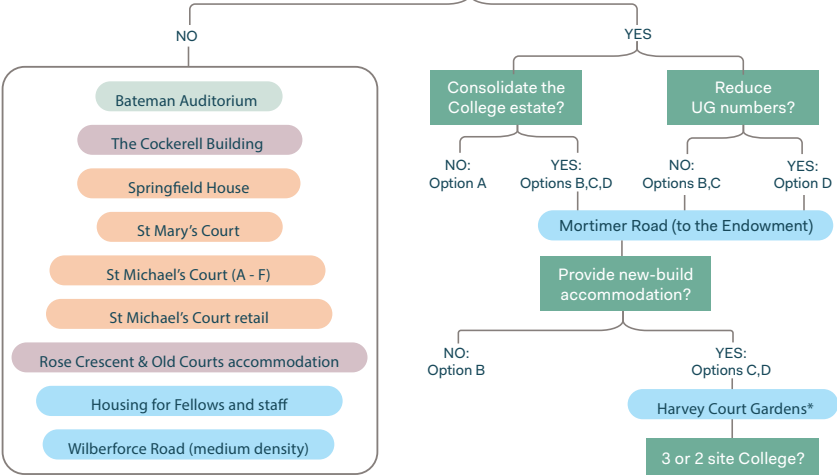 NO
YES
Bateman Auditorium
The Cockerell Building
Springfield House
St Mary's Court
St Michael's Court (A - F)
St Michael's Court retail
Rose Crescent & Old Courts accommodation
Housing for Fellows and staff
Wilberforce Road (medium density)
Consolidate the
College estate?
Reduce
UG numbers?
NO:
Option A
YES:
Options B,C,D
NO:
Options B,C
YES:
Option D
Mortimer Road (to the Endowment)
Provide new-build
accommodation?
NO:
Option B
YES:
Options C,D
Harvey Court Gardens*
3 or 2 site College?